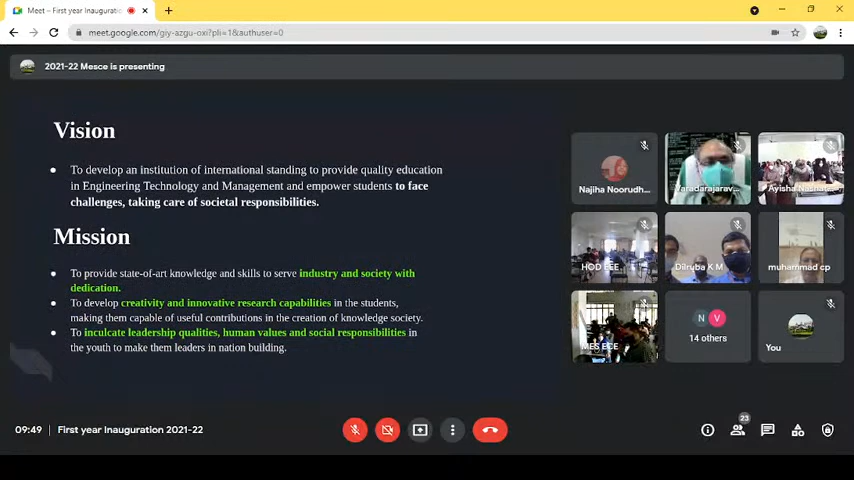 Meet – First year Inauguratio
meet.google.com/giy-azgu-oxi?pli=1&authuser=0
2021-22 Mesce is presenting
Vision
To develop an institution of international standing to provide quality education
in Engineering Technology and Management and empower students to face
challenges, taking care of societal responsibilities.
Mission
To provide state-of-art knowledge and skills to serve industry and society with
dedication.
To develop creativity and innovative research capabilities in the students,
making them capable of useful contributions in the creation of knowledge society.
To inculcate leadership qualities, human values and social responsibilities in
the youth to make them leaders in nation building.
Najiha Noorudh...
Varadarajarav...
Ayisha Nashat...
HOD EEE
Dilruba K M
muhammad cp
MES ECE
N V
14 others
You
09:49 | First year Inauguration 2021-22
23